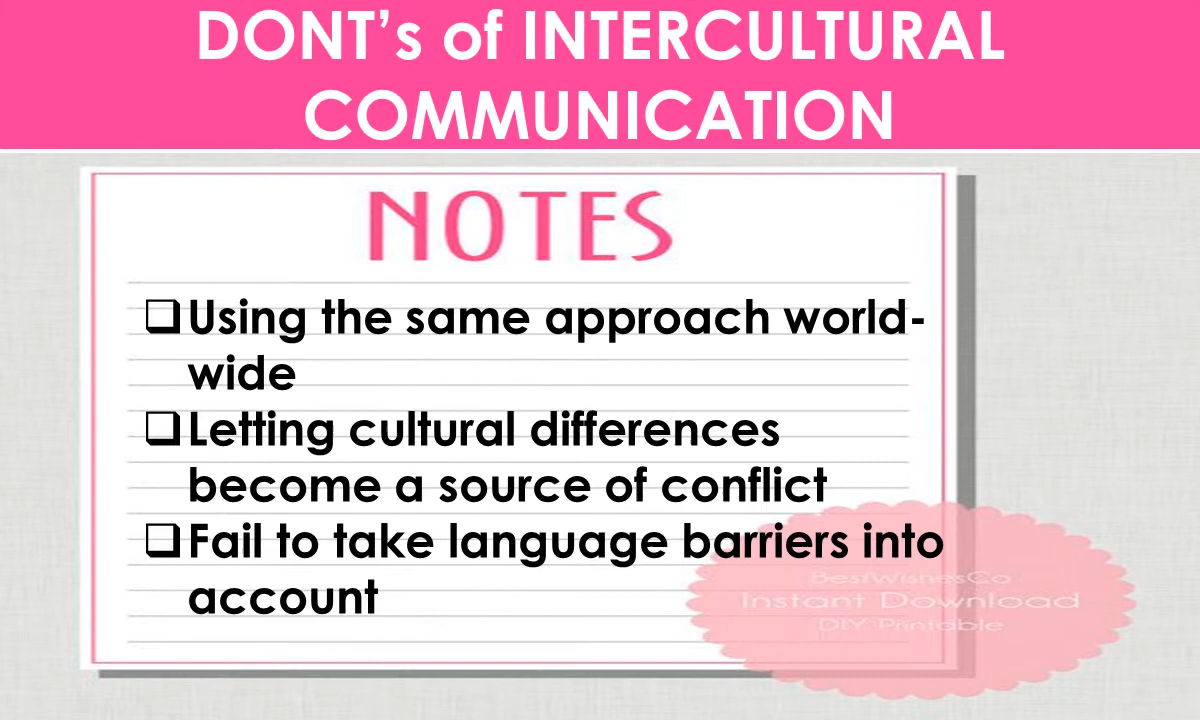 DONT’s of INTERCULTURAL
COMMUNICATION
NOTES
❑Using the same approach world-
wide
❑Letting cultural differences
become a source of conflict
❑Fail to take language barriers into
account
BestWishesCo
Instant Download
DIY Printable